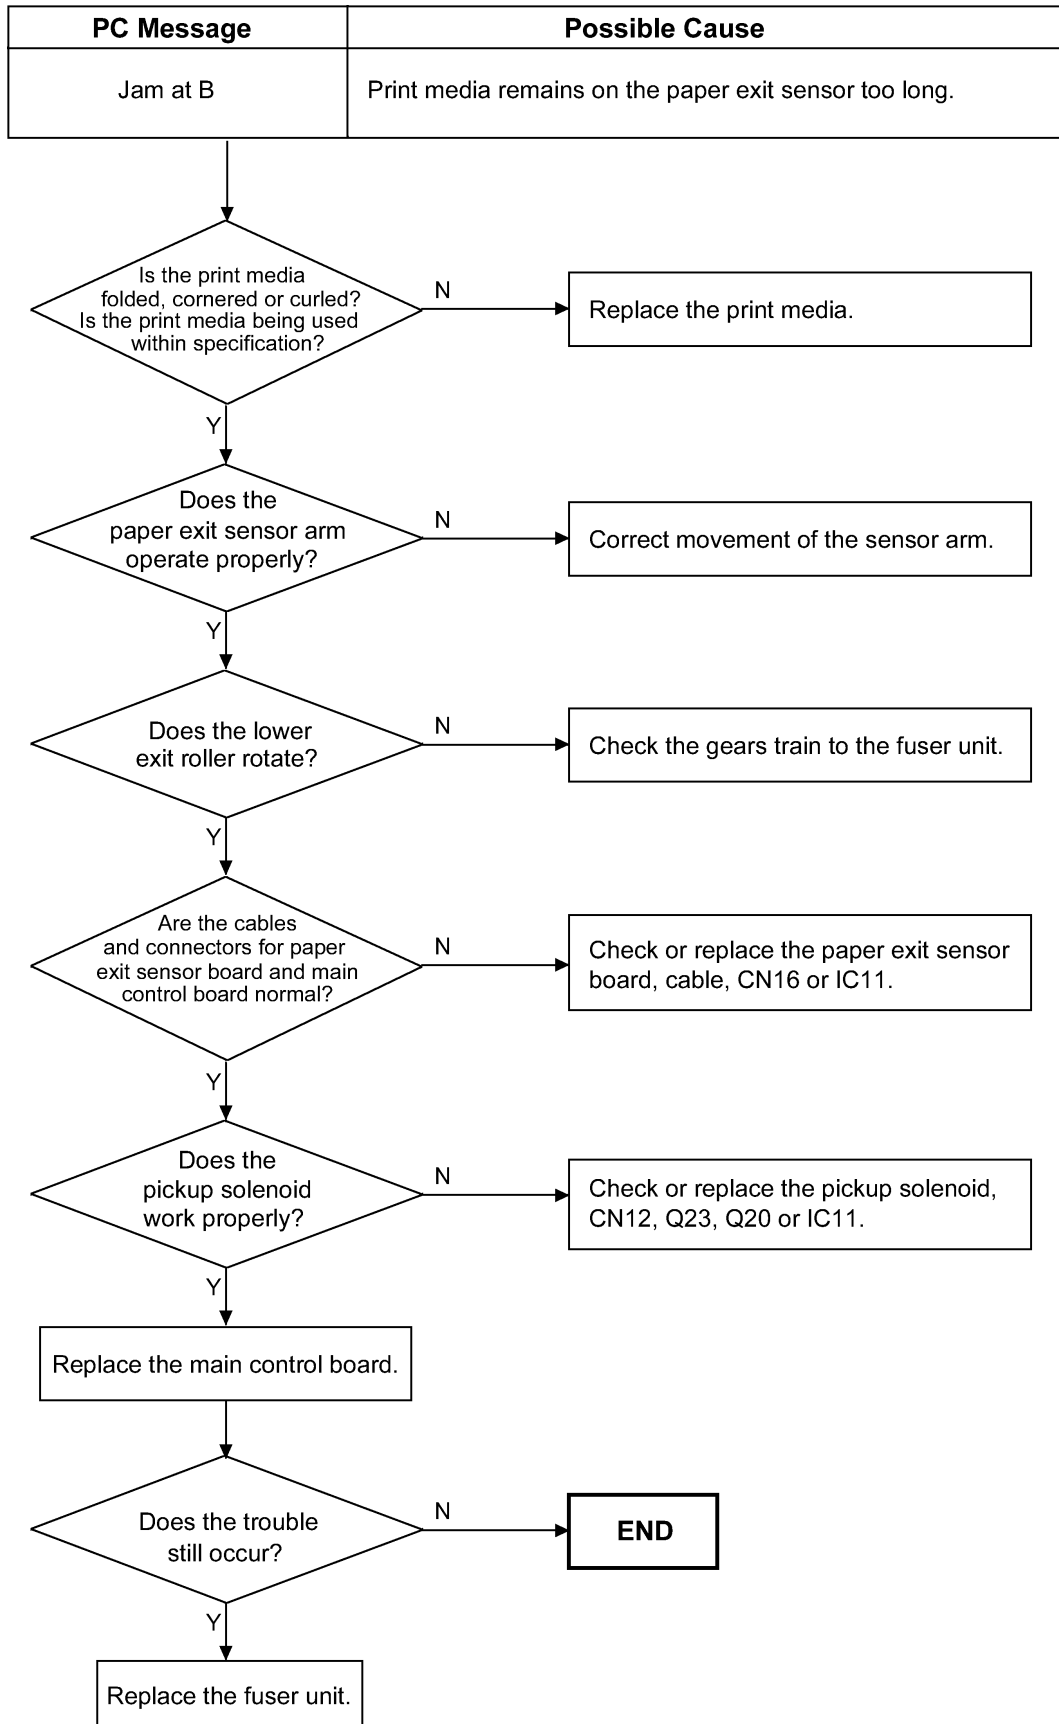 PC Message
Possible Cause
Jam at B
Print media remains on the paper exit sensor too long.
Is the print media
folded, cornered or curled?
Is the print media being used
within specification?
N
Replace the print media.
Y
Does the
paper exit sensor arm
operate properly?
N
Correct movement of the sensor arm.
Y
Does the lower
exit roller rotate?
N
Check the gears train to the fuser unit.
Y
Are the cables
and connectors for paper
exit sensor board and main
control board normal?
N
Check or replace the paper exit sensor
board, cable, CN16 or IC11.
Y
Does the
pickup solenoid
work properly?
N
Check or replace the pickup solenoid,
CN12, Q23, Q20 or IC11.
Y
Replace the main control board.
Does the trouble
still occur?
N
END
Y
Replace the fuser unit.